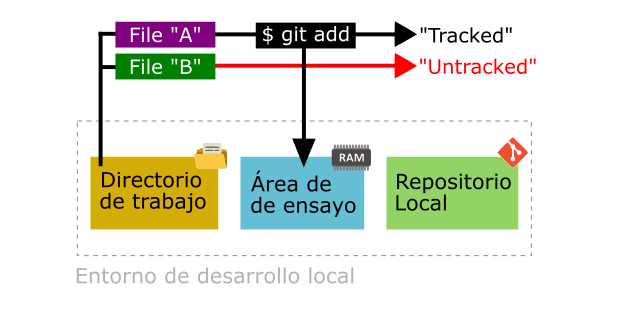 File "A"
$ git add
"Tracked"
File "B"
"Untracked"
RAM
Directorio
de trabajo
Área de
de ensayo
Repositorio
Local
Entorno de desarrollo local